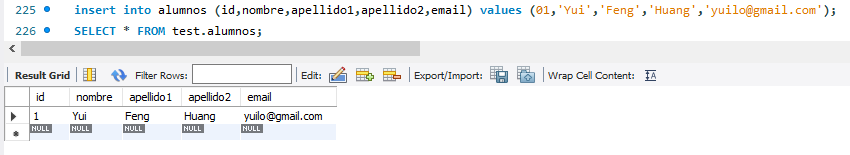 225 insert into alumnos (id,nombre,apellido1,apellido2,email) values (01,'Yui','Feng','Huang','yuilo@gmail.com');
226 SELECT * FROM test.alumnos;
Result Grid Filter Rows: Edit: Export/Import: Wrap Cell Content: IA
id nombre apellido1 apellido2 email
1 Yui Feng Huang yuilo@gmail.com
* NULL NULL NULL NULL NULL